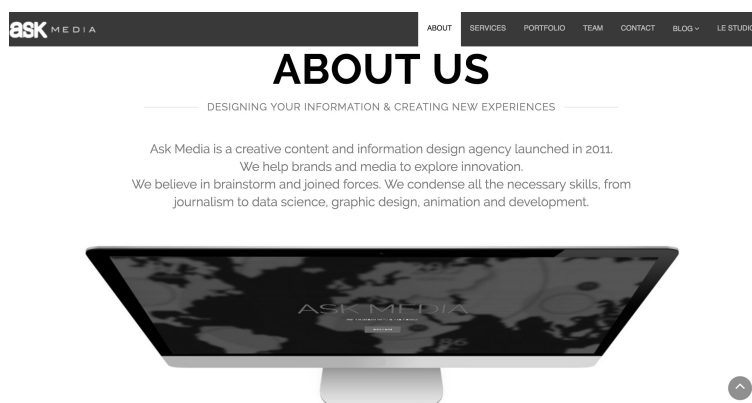 ask MEDIA
ABOUT SERVICES PORTFOLIO TEAM CONTACT BLOG LE STUDIO
ABOUT US
DESIGNING YOUR INFORMATION & CREATING NEW EXPERIENCES
Ask Media is a creative content and information design agency launched in 2011.
We help brands and media to explore innovation.
We believe in brainstorm and joined forces. We condense all the necessary skills, from
journalism to data science, graphic design, animation and development.
ASK MEDIA